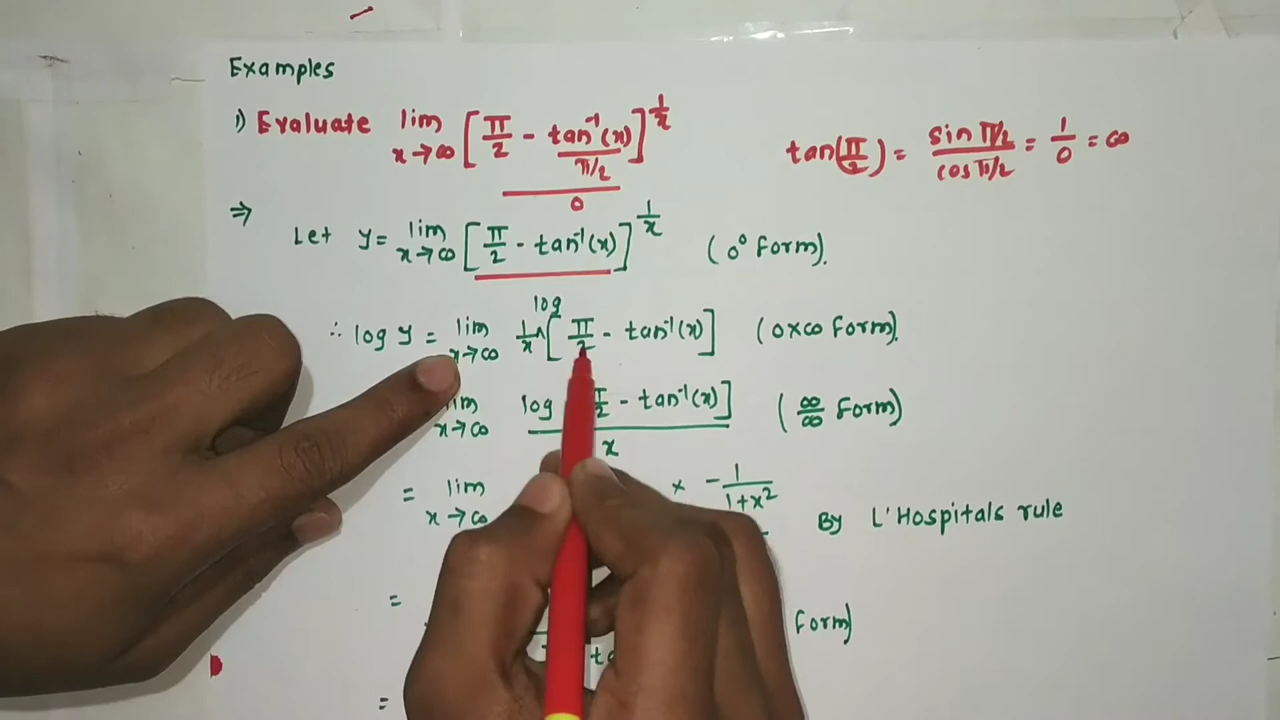 Examples
1) Evaluate lim x→∞ [π/2 - tan⁻¹(x)]^(1/x)
π/2
0
tan(π/2) = sin π/2 / cos π/2 = 1/0 = ∞
⇒ Let y = lim x→∞ [π/2 - tan⁻¹(x)]^(1/x) (0⁰ form).
∴ log y = lim x→∞ 1/x ^ log [π/2 - tan⁻¹(x)] (0×∞ form).
lim x→∞ log π/2 - tan⁻¹(x)] / x (∞/∞ form)
= lim x→∞ × - 1/1+x² By L'Hospitals rule
= form)
=